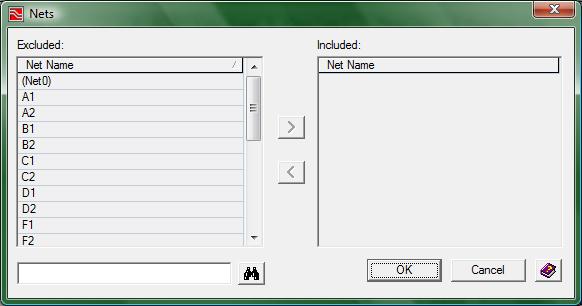 Nets
Excluded:
Included:
Net Name
Net Name
(Net0)
A1
A2
B1
B2
C1
C2
D1
D2
F1
F2
OK
Cancel